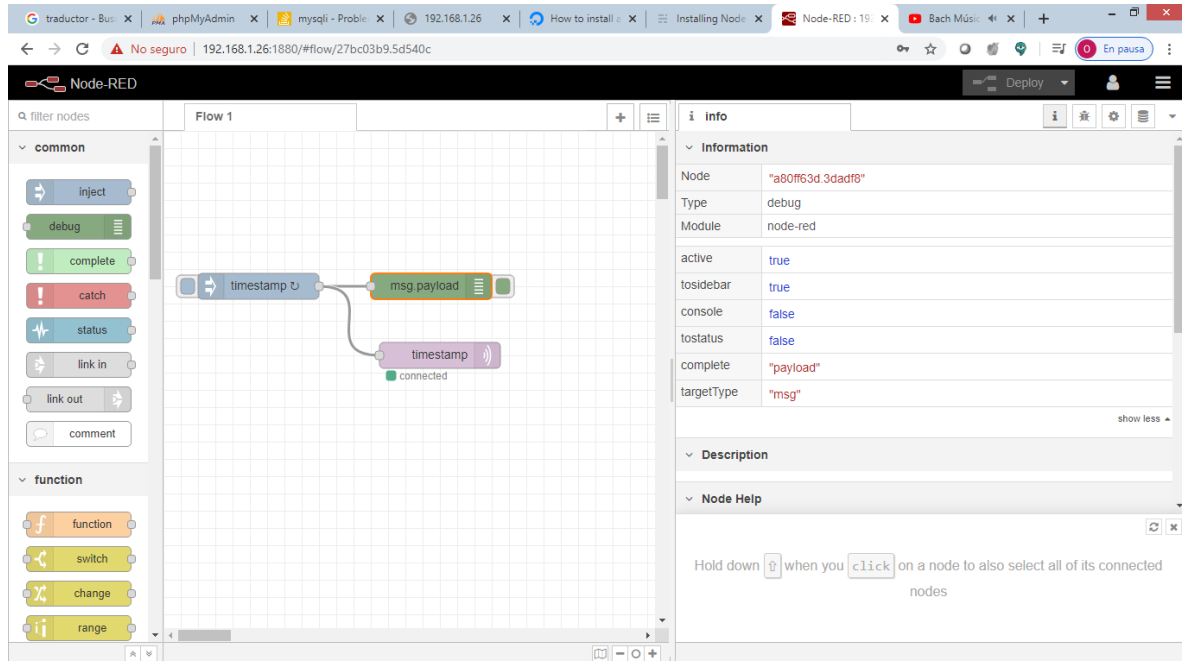 traductor - Bus
phpMyAdmin
mysqli - Proble
192.168.1.26
How to install a
Installing Node
Node-RED : 19
Bach Músic
No seguro | 192.168.1.26:1880/#flow/27bc03b9.5d540c
O
En pausa
Node-RED
Deploy
filter nodes
Flow 1
i info
common
inject
debug
complete
catch
status
link in
link out
comment
function
function
switch
change
range
timestamp ↻
msg.payload
timestamp
connected
Information
Node "a80ff63d.3dadf8"
Type debug
Module node-red
active true
tosidebar true
console false
tostatus false
complete "payload"
targetType "msg"
show less
Description
Node Help
Hold down ⇧ when you click on a node to also select all of its connected
nodes